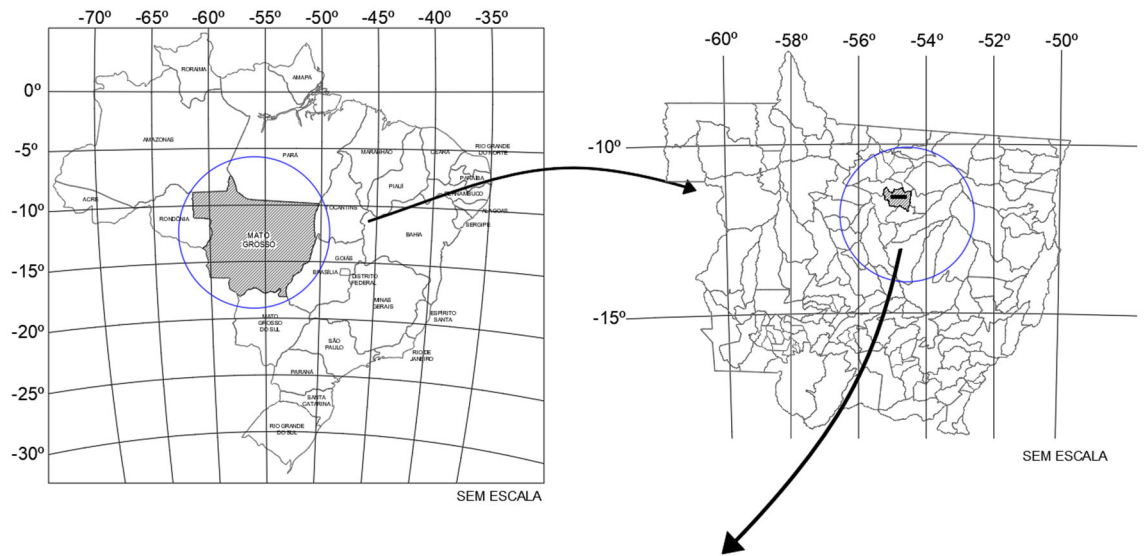 -70º -65º -60º -55º -50º -45º -40º -35º
0º
-5º
-10º
-15º
-20º
-25º
-30º
RORAIMA
AMAPÁ
AMAZONAS
PARÁ
MARANHÃO
CEARÁ
RIO GRANDE
DO NORTE
PARAÍBA
PIAUÍ
PERNAMBUCO
ACRE
ALAGOAS
RONDÔNIA
TOCANTINS
SERGIPE
MATO
GROSSO
BAHIA
GOIÁS
BRASÍLIA
DISTRITO
FEDERAL
MINAS
GERAIS
ESPÍRITO
SANTA
MATO
GROSSO
DO SUL
SÃO
PAULO
RIO DE
JANEIRO
PARANÁ
SANTA
CATARINA
RIO GRANDE
DO SUL
SEM ESCALA
-60º -58º -56º -54º -52º -50º
-10º
-15º
SEM ESCALA